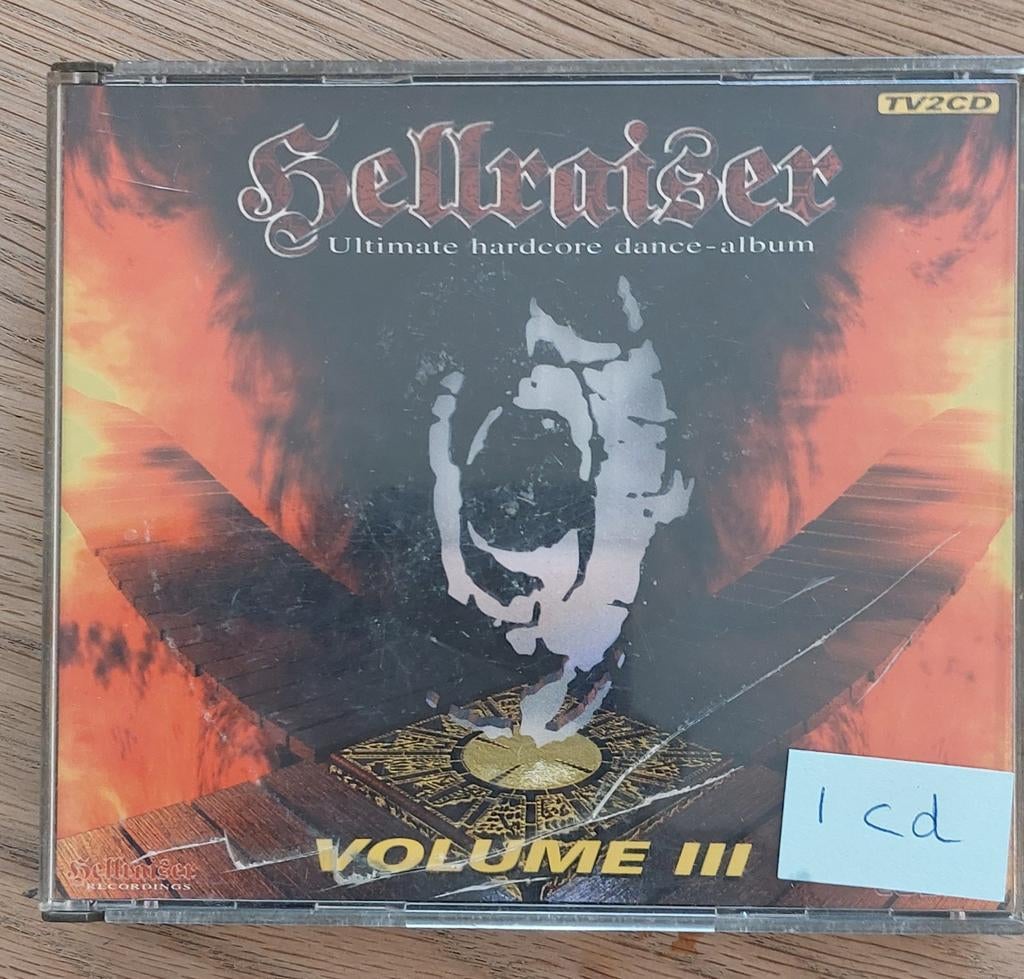 TV2CD
Hellraiser
Ultimate hardcore dance-album
1 cd
VOLUME III
Hellraiser
RECORDINGS